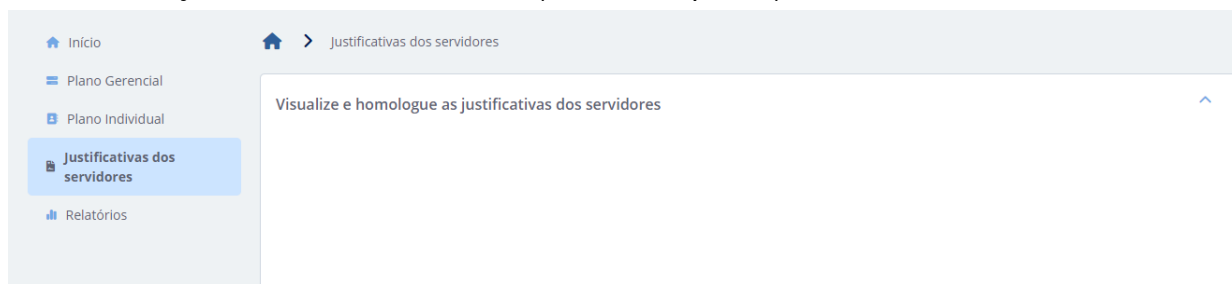 Início
Justificativas dos servidores
Plano Gerencial
Visualize e homologue as justificativas dos servidores
Plano Individual
Justificativas dos
servidores
Relatórios